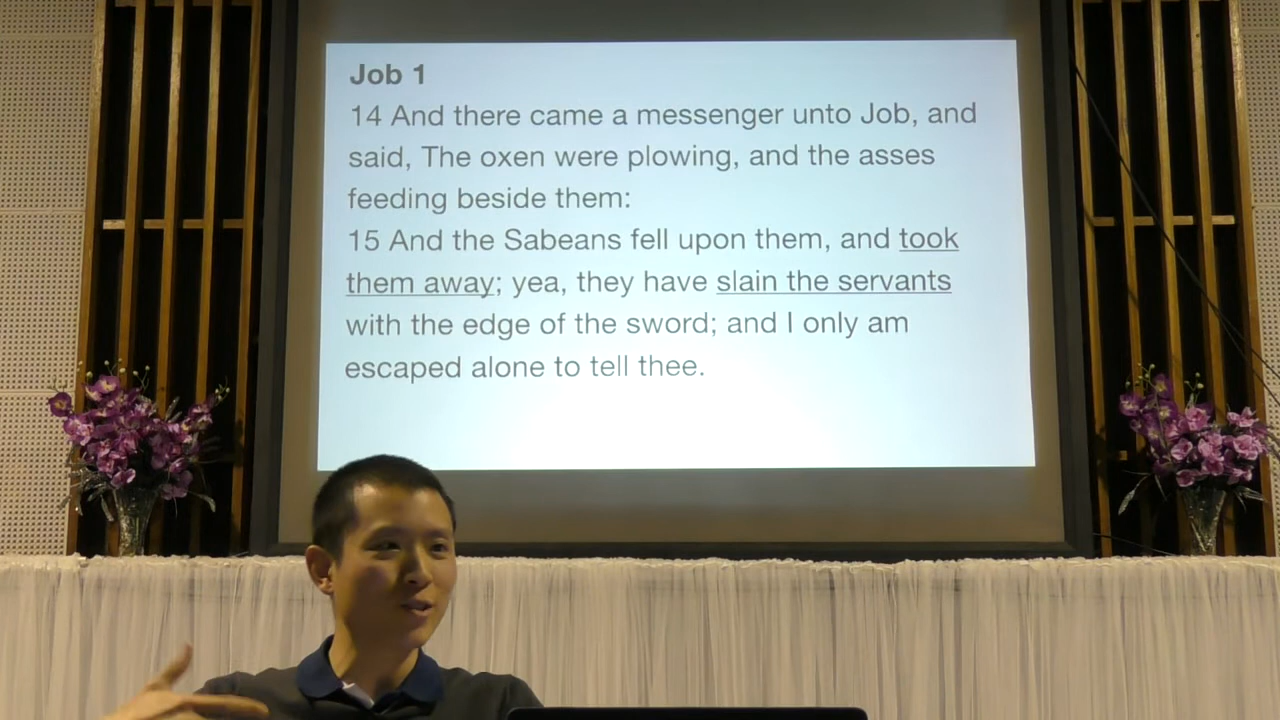 Job 1
14 And there came a messenger unto Job, and
said, The oxen were plowing, and the asses
feeding beside them:
15 And the Sabeans fell upon them, and took
them away; yea, they have slain the servants
with the edge of the sword; and I only am
escaped alone to tell thee.